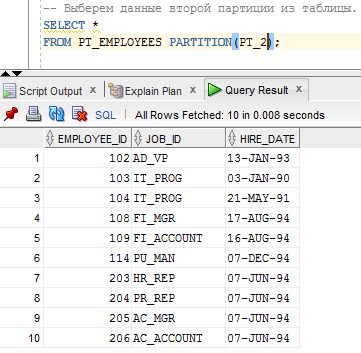 -- Выберем данные второй партиции из таблицы.
SELECT *
FROM PT_EMPLOYEES PARTITION(PT_2);
Script Output x Explain Plan x Query Result x
SQL | All Rows Fetched: 10 in 0.008 seconds
EMPLOYEE_ID JOB_ID HIRE_DATE
1 102 AD_VP 13-JAN-93
2 103 IT_PROG 03-JAN-90
3 104 IT_PROG 21-MAY-91
4 108 FI_MGR 17-AUG-94
5 109 FI_ACCOUNT 16-AUG-94
6 114 PU_MAN 07-DEC-94
7 203 HR_REP 07-JUN-94
8 204 PR_REP 07-JUN-94
9 205 AC_MGR 07-JUN-94
10 206 AC_ACCOUNT 07-JUN-94